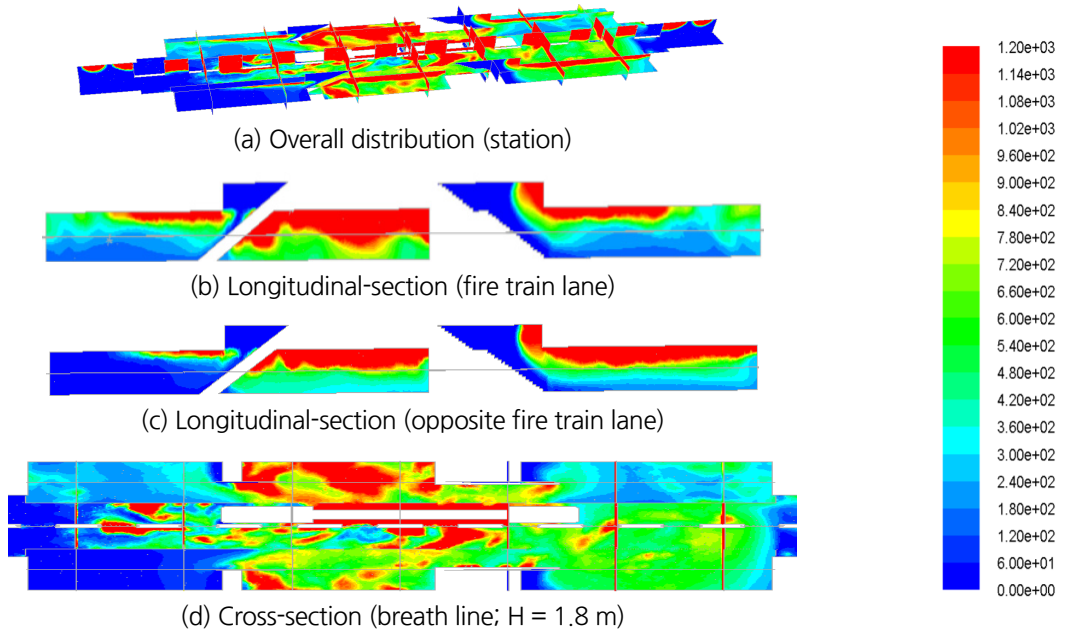 (a) Overall distribution (station)
(b) Longitudinal-section (fire train lane)
(c) Longitudinal-section (opposite fire train lane)
(d) Cross-section (breath line; H = 1.8 m)
1.20e+03
1.14e+03
1.08e+03
1.02e+03
9.60e+02
9.00e+02
8.40e+02
7.80e+02
7.20e+02
6.60e+02
6.00e+02
5.40e+02
4.80e+02
4.20e+02
3.60e+02
3.00e+02
2.40e+02
1.80e+02
1.20e+02
6.00e+01
0.00e+00